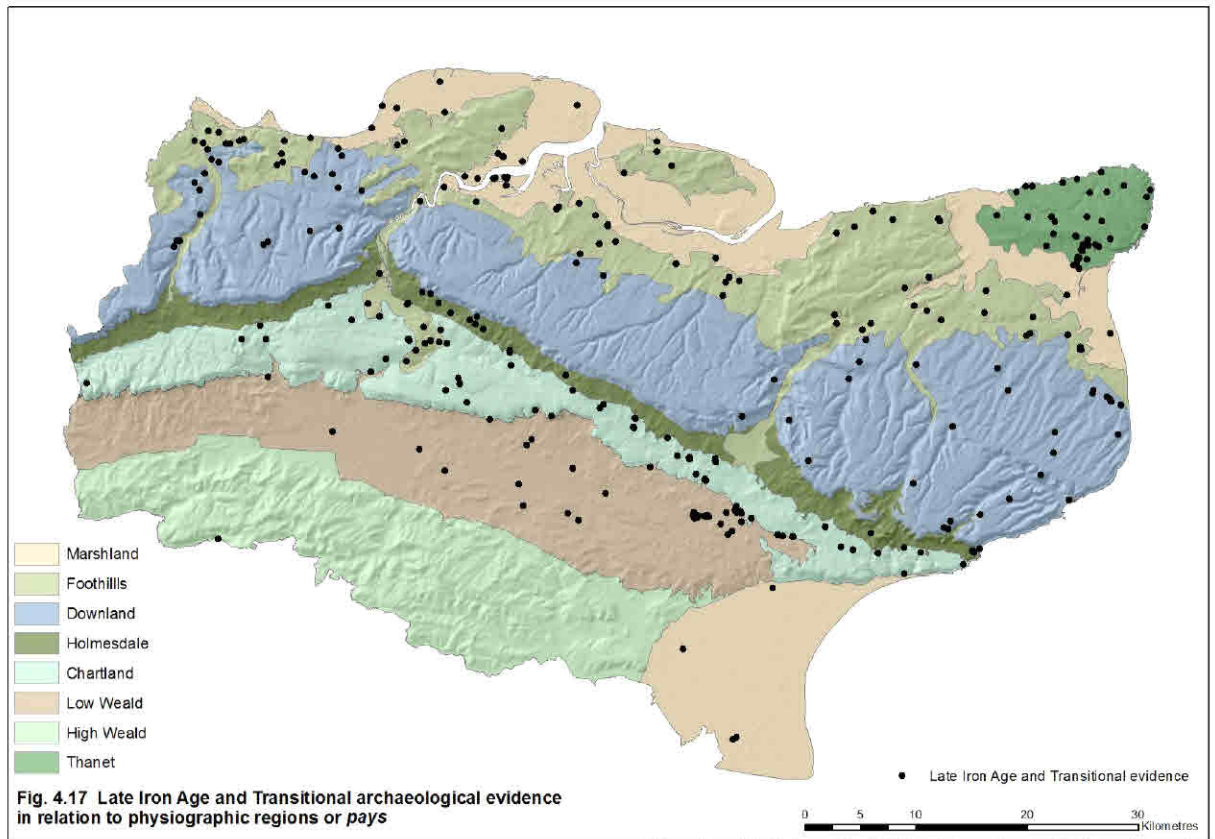 Marshland
Foothills
Downland
Holmesdale
Chartland
Low Weald
High Weald
Thanet
Fig. 4.17 Late Iron Age and Transitional archaeological evidence
in relation to physiographic regions or pays
Late Iron Age and Transitional evidence
0 5 10 20 30
Kilometres